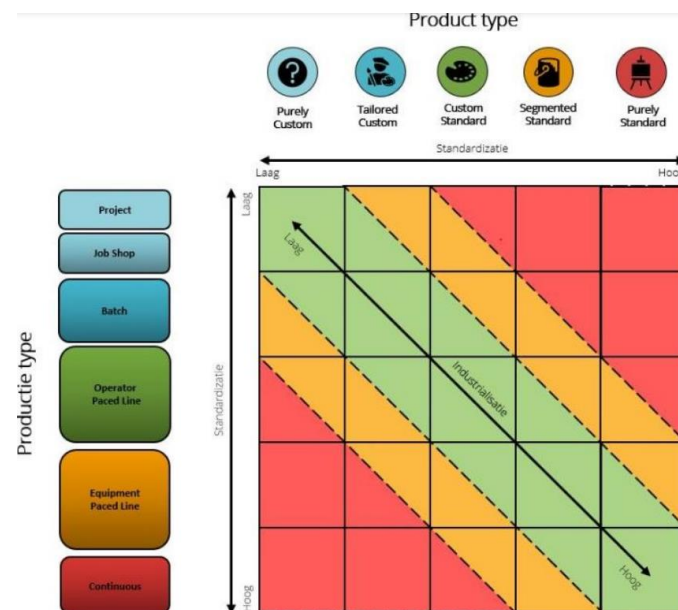 Product type
Purely
Custom
Tailored
Custom
Custom
Standard
Segmented
Standard
Purely
Standard
Standardizatie
Laag
Laag
Hoog
Project
Job Shop
Batch
Operator
Paced Line
Equipment
Paced Line
Continuous
Productie type
Standardizatie
Laag
Industrialisatie
Hoog